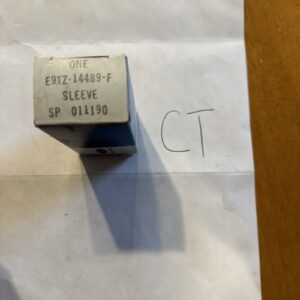 ONE
E9TZ-14489-F
SLEEVE
SP 011190
CT